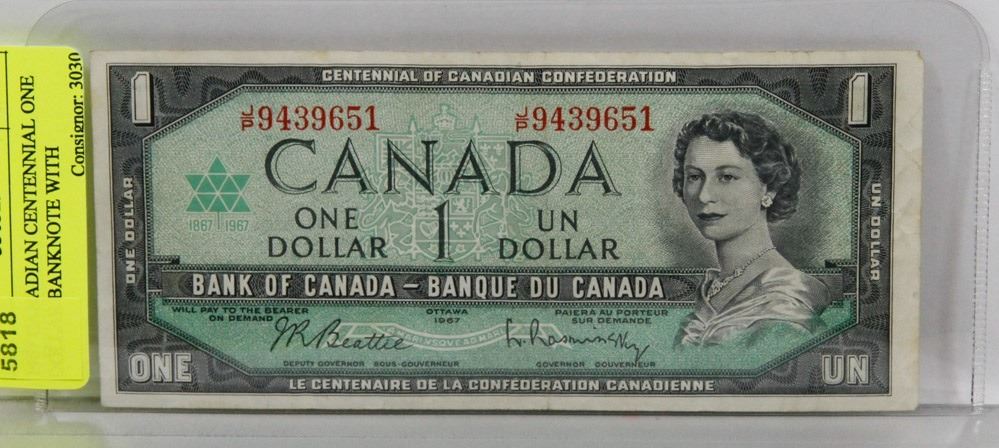 CENTENNIAL OF CANADIAN CONFEDERATION
1 1
J/P 9439651 J/P 9439651
CANADA
1867 1967
ONE 1 UN
DOLLAR DOLLAR
ONE DOLLAR
UN DOLLAR
BANK OF CANADA – BANQUE DU CANADA
WILL PAY TO THE BEARER OTTAWA PAIERA AU PORTEUR
ON DEMAND 1967 SUR DEMANDE
J.R. Beattie L. Rasminsky
DEPUTY GOVERNOR SOUS-GOUVERNEUR GOVERNOR GOUVERNEUR
ONE UN
LE CENTENAIRE DE LA CONFÉDÉRATION CANADIENNE
ADIAN CENTENNIAL ONE
BANKNOTE WITH
Consignor: 3030
58118